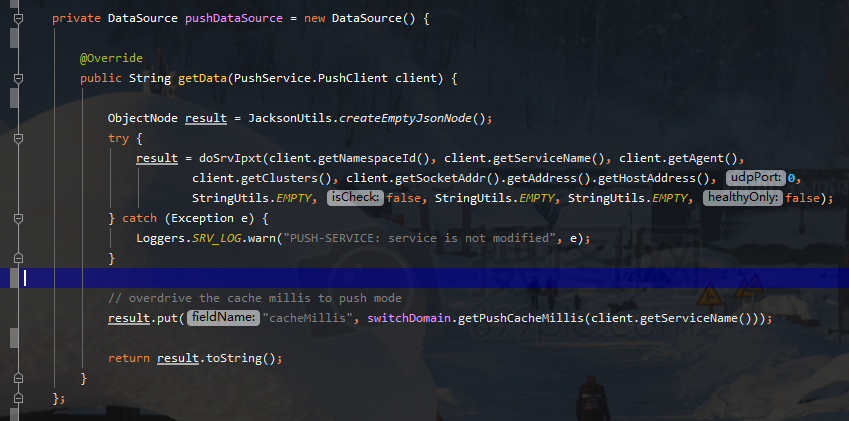 private DataSource pushDataSource = new DataSource() {
@Override
public String getData(PushService.PushClient client) {
ObjectNode result = JacksonUtils.createEmptyJsonNode();
try {
result = doSrvIpxt(client.getNamespaceId(), client.getServiceName(), client.getAgent(),
client.getClusters(), client.getSocketAddr().getAddress().getHostAddress(), udpPort: 0,
StringUtils.EMPTY, isCheck: false, StringUtils.EMPTY, StringUtils.EMPTY, healthyOnly: false);
} catch (Exception e) {
Loggers.SRV_LOG.warn("PUSH-SERVICE: service is not modified", e);
}
// overdrive the cache millis to push mode
result.put( fieldName: "cacheMillis", switchDomain.getPushCacheMillis(client.getServiceName()));
return result.toString();
}
};